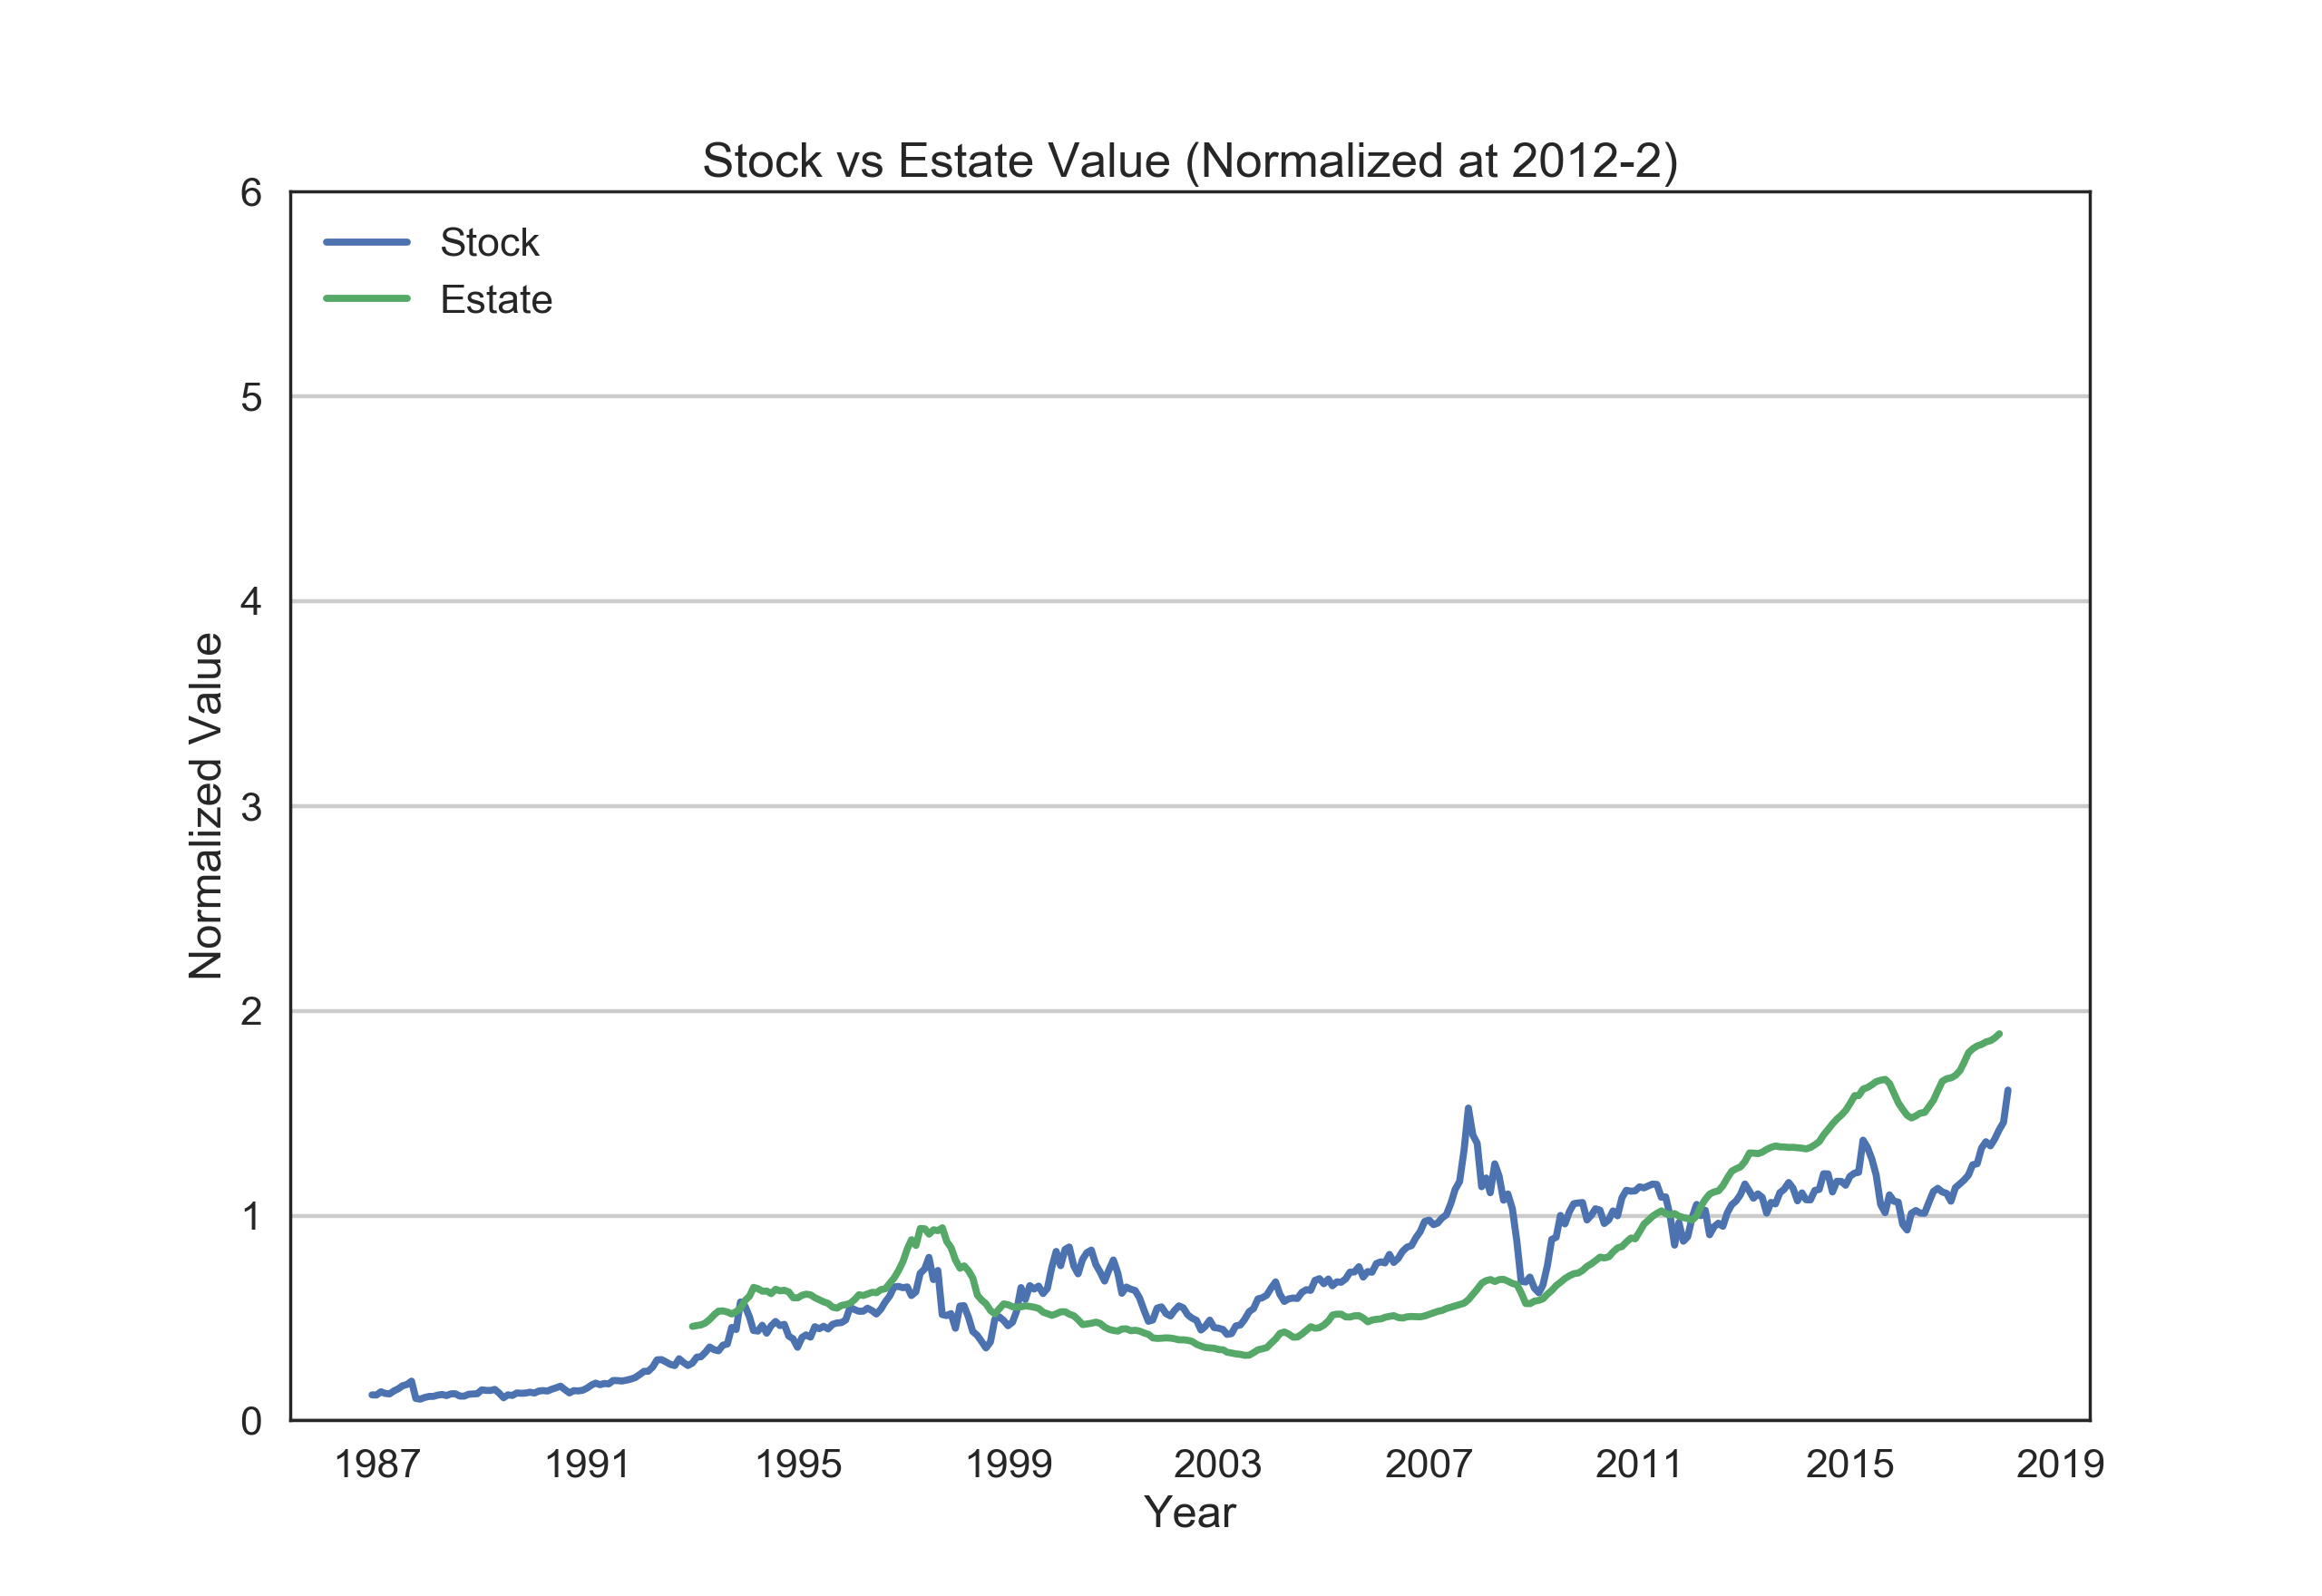 Stock vs Estate Value (Normalized at 2012-2)
6
Stock
Estate
5
4
3
2
1
0
Normalized Value
1987 1991 1995 1999 2003 2007 2011 2015 2019
Year